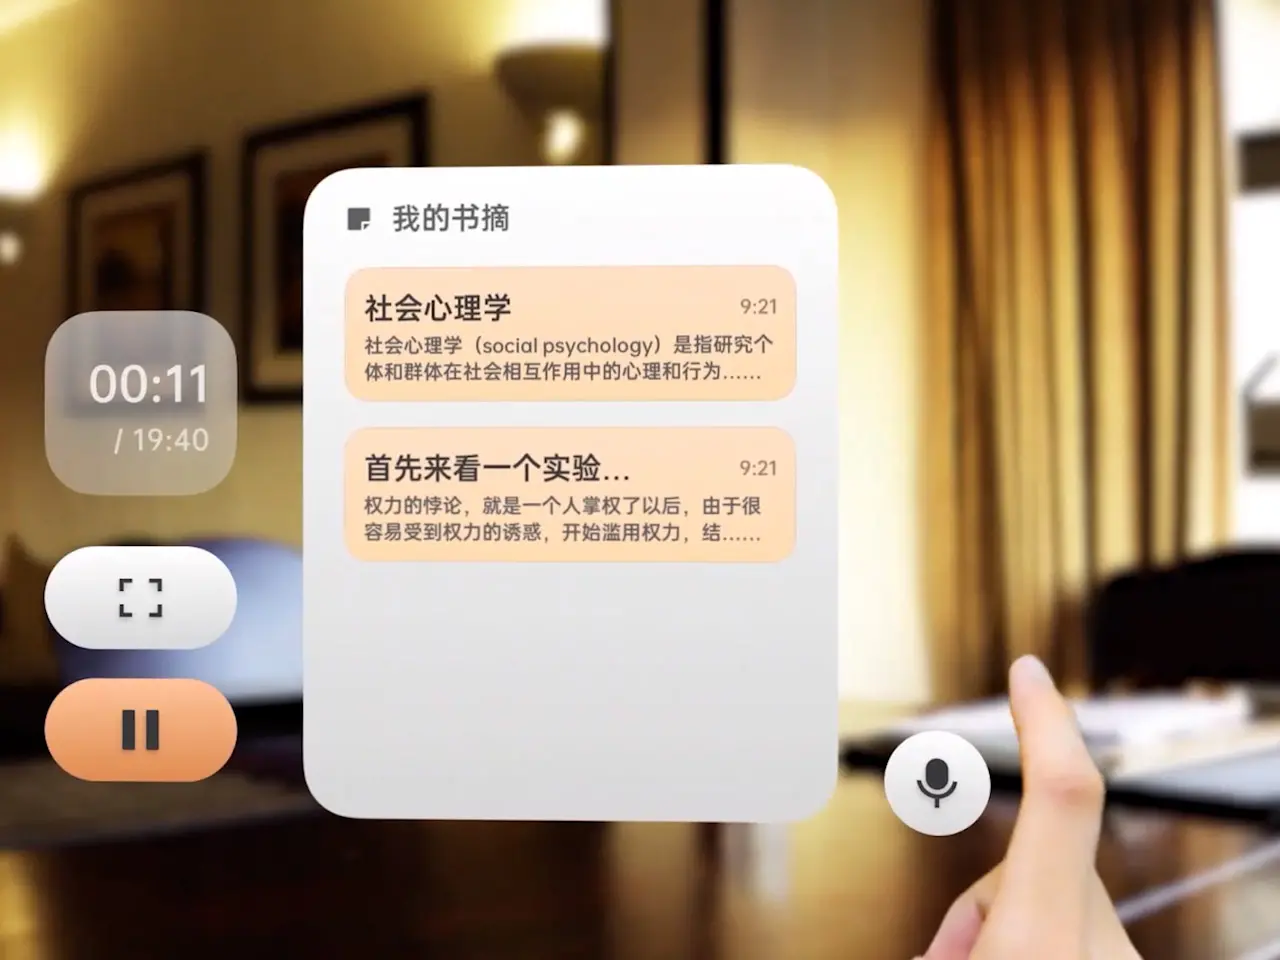 我的书摘
社会心理学 9:21
社会心理学（social psychology）是指研究个
体和群体在社会相互作用中的心理和行为……
00:11
/ 19:40
首先来看一个实验... 9:21
权力的悖论，就是一个人掌权了以后，由于很
容易受到权力的诱惑，开始滥用权力，结……